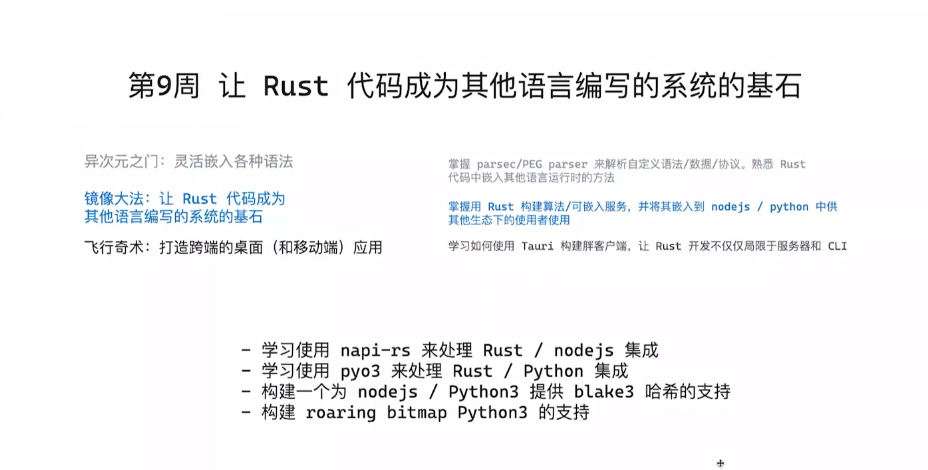 第9周 让 Rust 代码成为其他语言编写的系统的基石
异次元之门：灵活嵌入各种语法
掌握 parsec/PEG parser 来解析自定义语法/数据/协议。熟悉 Rust
代码中嵌入其他语言运行时的方法
镜像大法：让 Rust 代码成为
其他语言编写的系统的基石
掌握用 Rust 构建算法/可嵌入服务，并将其嵌入到 nodejs / python 中供
其他生态下的使用者使用
飞行奇术：打造跨端的桌面（和移动端）应用
学习如何使用 Tauri 构建胖客户端，让 Rust 开发不仅仅局限于服务器和 CLI
- 学习使用 napi-rs 来处理 Rust / nodejs 集成
- 学习使用 pyo3 来处理 Rust / Python 集成
- 构建一个为 nodejs / Python3 提供 blake3 哈希的支持
- 构建 roaring bitmap Python3 的支持